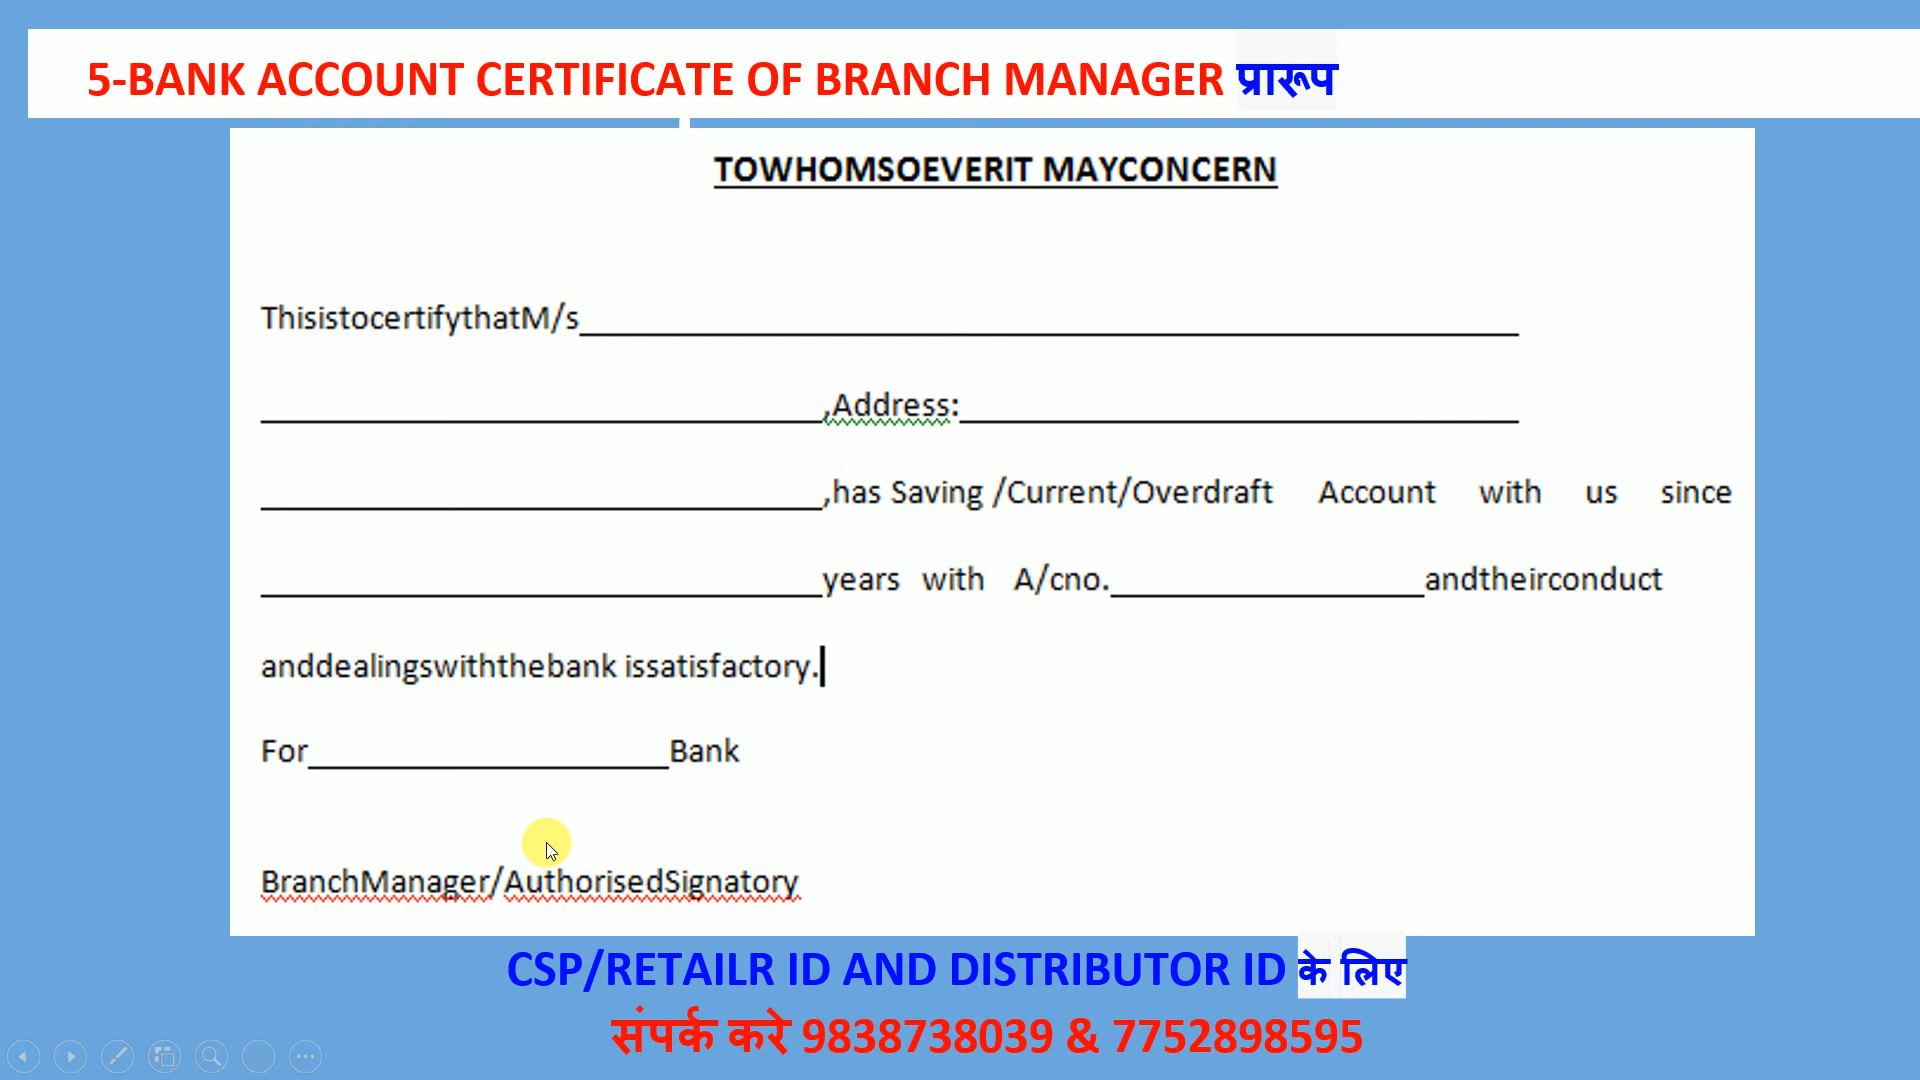 5-BANK ACCOUNT CERTIFICATE OF BRANCH MANAGER प्रारूप
TOWHOMSOEVERIT MAYCONCERN
ThisistocertifythatM/s
,Address:
,has Saving /Current/Overdraft Account with us since
years with A/cno. andtheirconduct
anddealingswiththebank issatisfactory.
For Bank
BranchManager/AuthorisedSignatory
CSP/RETAILR ID AND DISTRIBUTOR ID के लिए
संपर्क करे 9838738039 & 7752898595